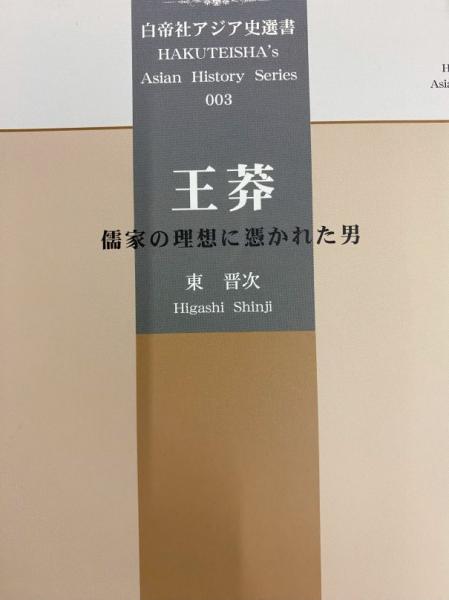 白帝社アジア史選書
HAKUTEISHA's
Asian History Series
003
王莽
儒家の理想に憑かれた男
東　晋次
Higashi Shinji
H
Asia